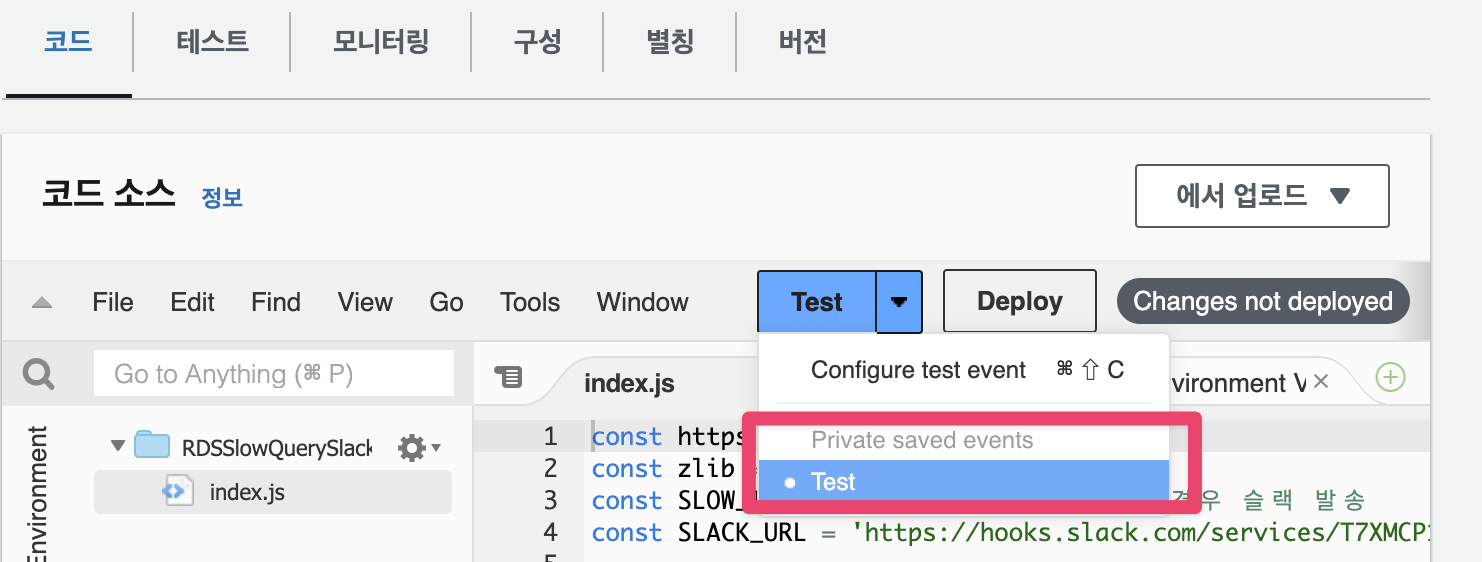 코드 테스트 모니터링 구성 별칭 버전
코드 소스 정보 에서 업로드
File Edit Find View Go Tools Window Test Deploy Changes not deployed
Go to Anything (⌘ P) index.js vironment V
Configure test event ⌘ ⇧ C
Private saved events
Test
Environment
RDSSlowQuerySlack
index.js
1 const https
2 const zlib
3 const SLOW_ 경우 슬랙 발송
4 const SLACK_URL = 'https://hooks.slack.com/services/T7XMCP
5